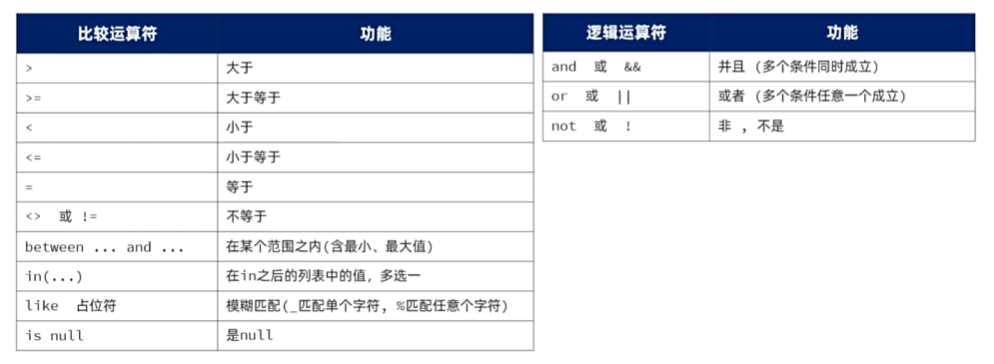 比较运算符 功能
> 大于
>= 大于等于
< 小于
<= 小于等于
= 等于
<> 或 != 不等于
between ... and ... 在某个范围之内(含最小、最大值)
in(...) 在in之后的列表中的值，多选一
like 占位符 模糊匹配(_匹配单个字符, %匹配任意个字符)
is null 是null
逻辑运算符 功能
and 或 && 并且 (多个条件同时成立)
or 或 || 或者 (多个条件任意一个成立)
not 或 ! 非 , 不是